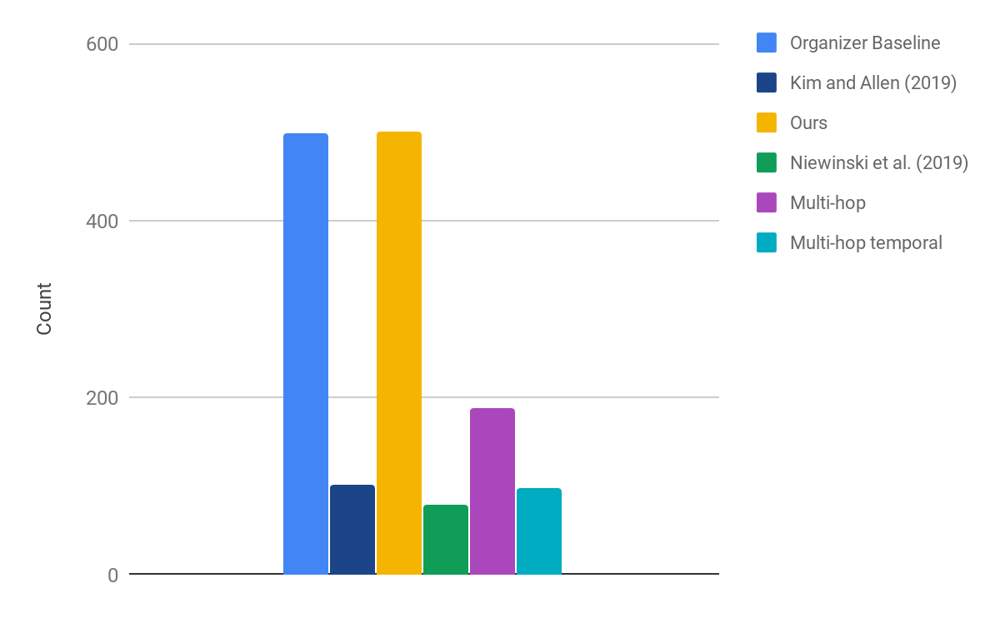 600
400
200
0
Count
Organizer Baseline
Kim and Allen (2019)
Ours
Niewinski et al. (2019)
Multi-hop
Multi-hop temporal